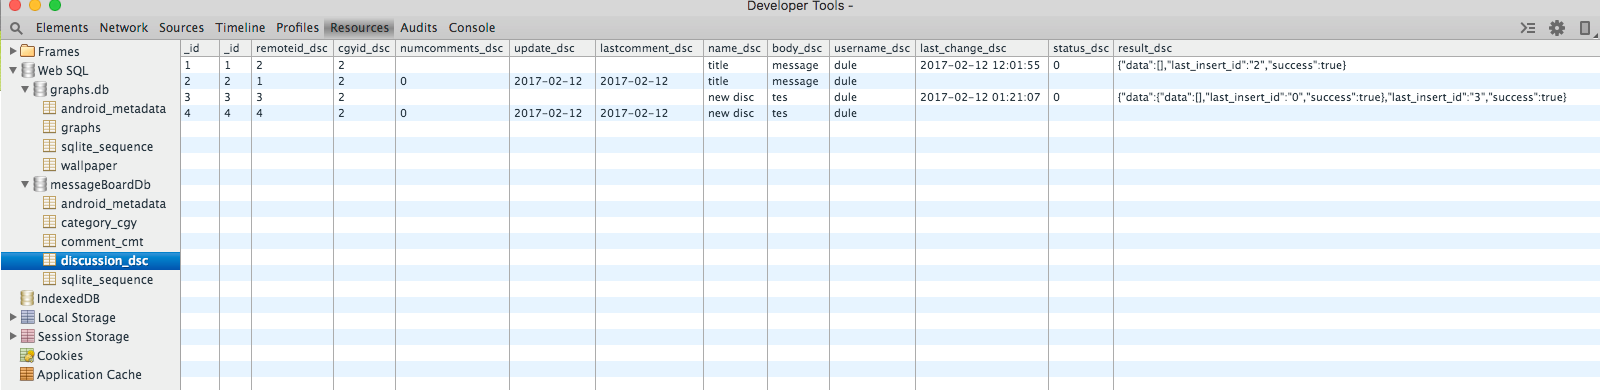 Developer Tools -
Elements Network Sources Timeline Profiles Resources Audits Console
Frames
Web SQL
graphs.db
android_metadata
graphs
sqlite_sequence
wallpaper
messageBoardDb
android_metadata
category_cgy
comment_cmt
discussion_dsc
sqlite_sequence
IndexedDB
Local Storage
Session Storage
Cookies
Application Cache
_id _id remoteid_dsc cgyid_dsc numcomments_dsc update_dsc lastcomment_dsc name_dsc body_dsc username_dsc last_change_dsc status_dsc result_dsc
1 1 2 2 title message dule 2017-02-12 12:01:55 0 {"data":[],"last_insert_id":"2","success":true}
2 2 1 2 0 2017-02-12 2017-02-12 title message dule
3 3 3 2 new disc tes dule 2017-02-12 01:21:07 0 {"data":{"data":[],"last_insert_id":"0","success":true},"last_insert_id":"3","success":true}
4 4 4 2 0 2017-02-12 2017-02-12 new disc tes dule